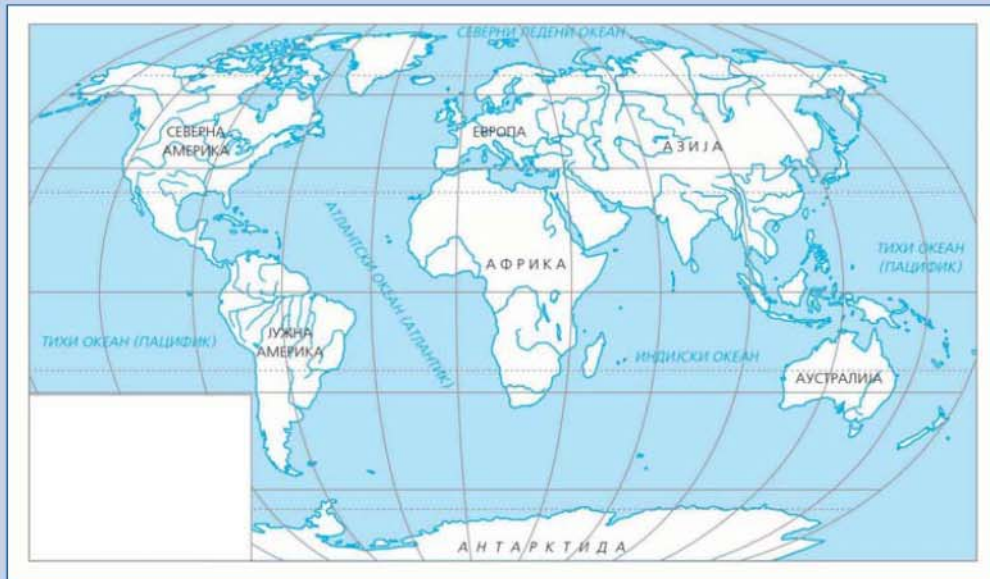 СЕВЕРНИ ЛЕДЕНИ ОКЕАН
СЕВЕРНА
АМЕРИКА
ЕВРОПА
АЗИЈА
АТЛАНТСКИ ОКЕАН (АТЛАНТИК)
АФРИКА
ТИХИ ОКЕАН
(ПАЦИФИК)
ЈУЖНА
АМЕРИКА
ТИХИ ОКЕАН (ПАЦИФИК)
ИНДИЈСКИ ОКЕАН
АУСТРАЛИЈА
АНТАРКТИДА